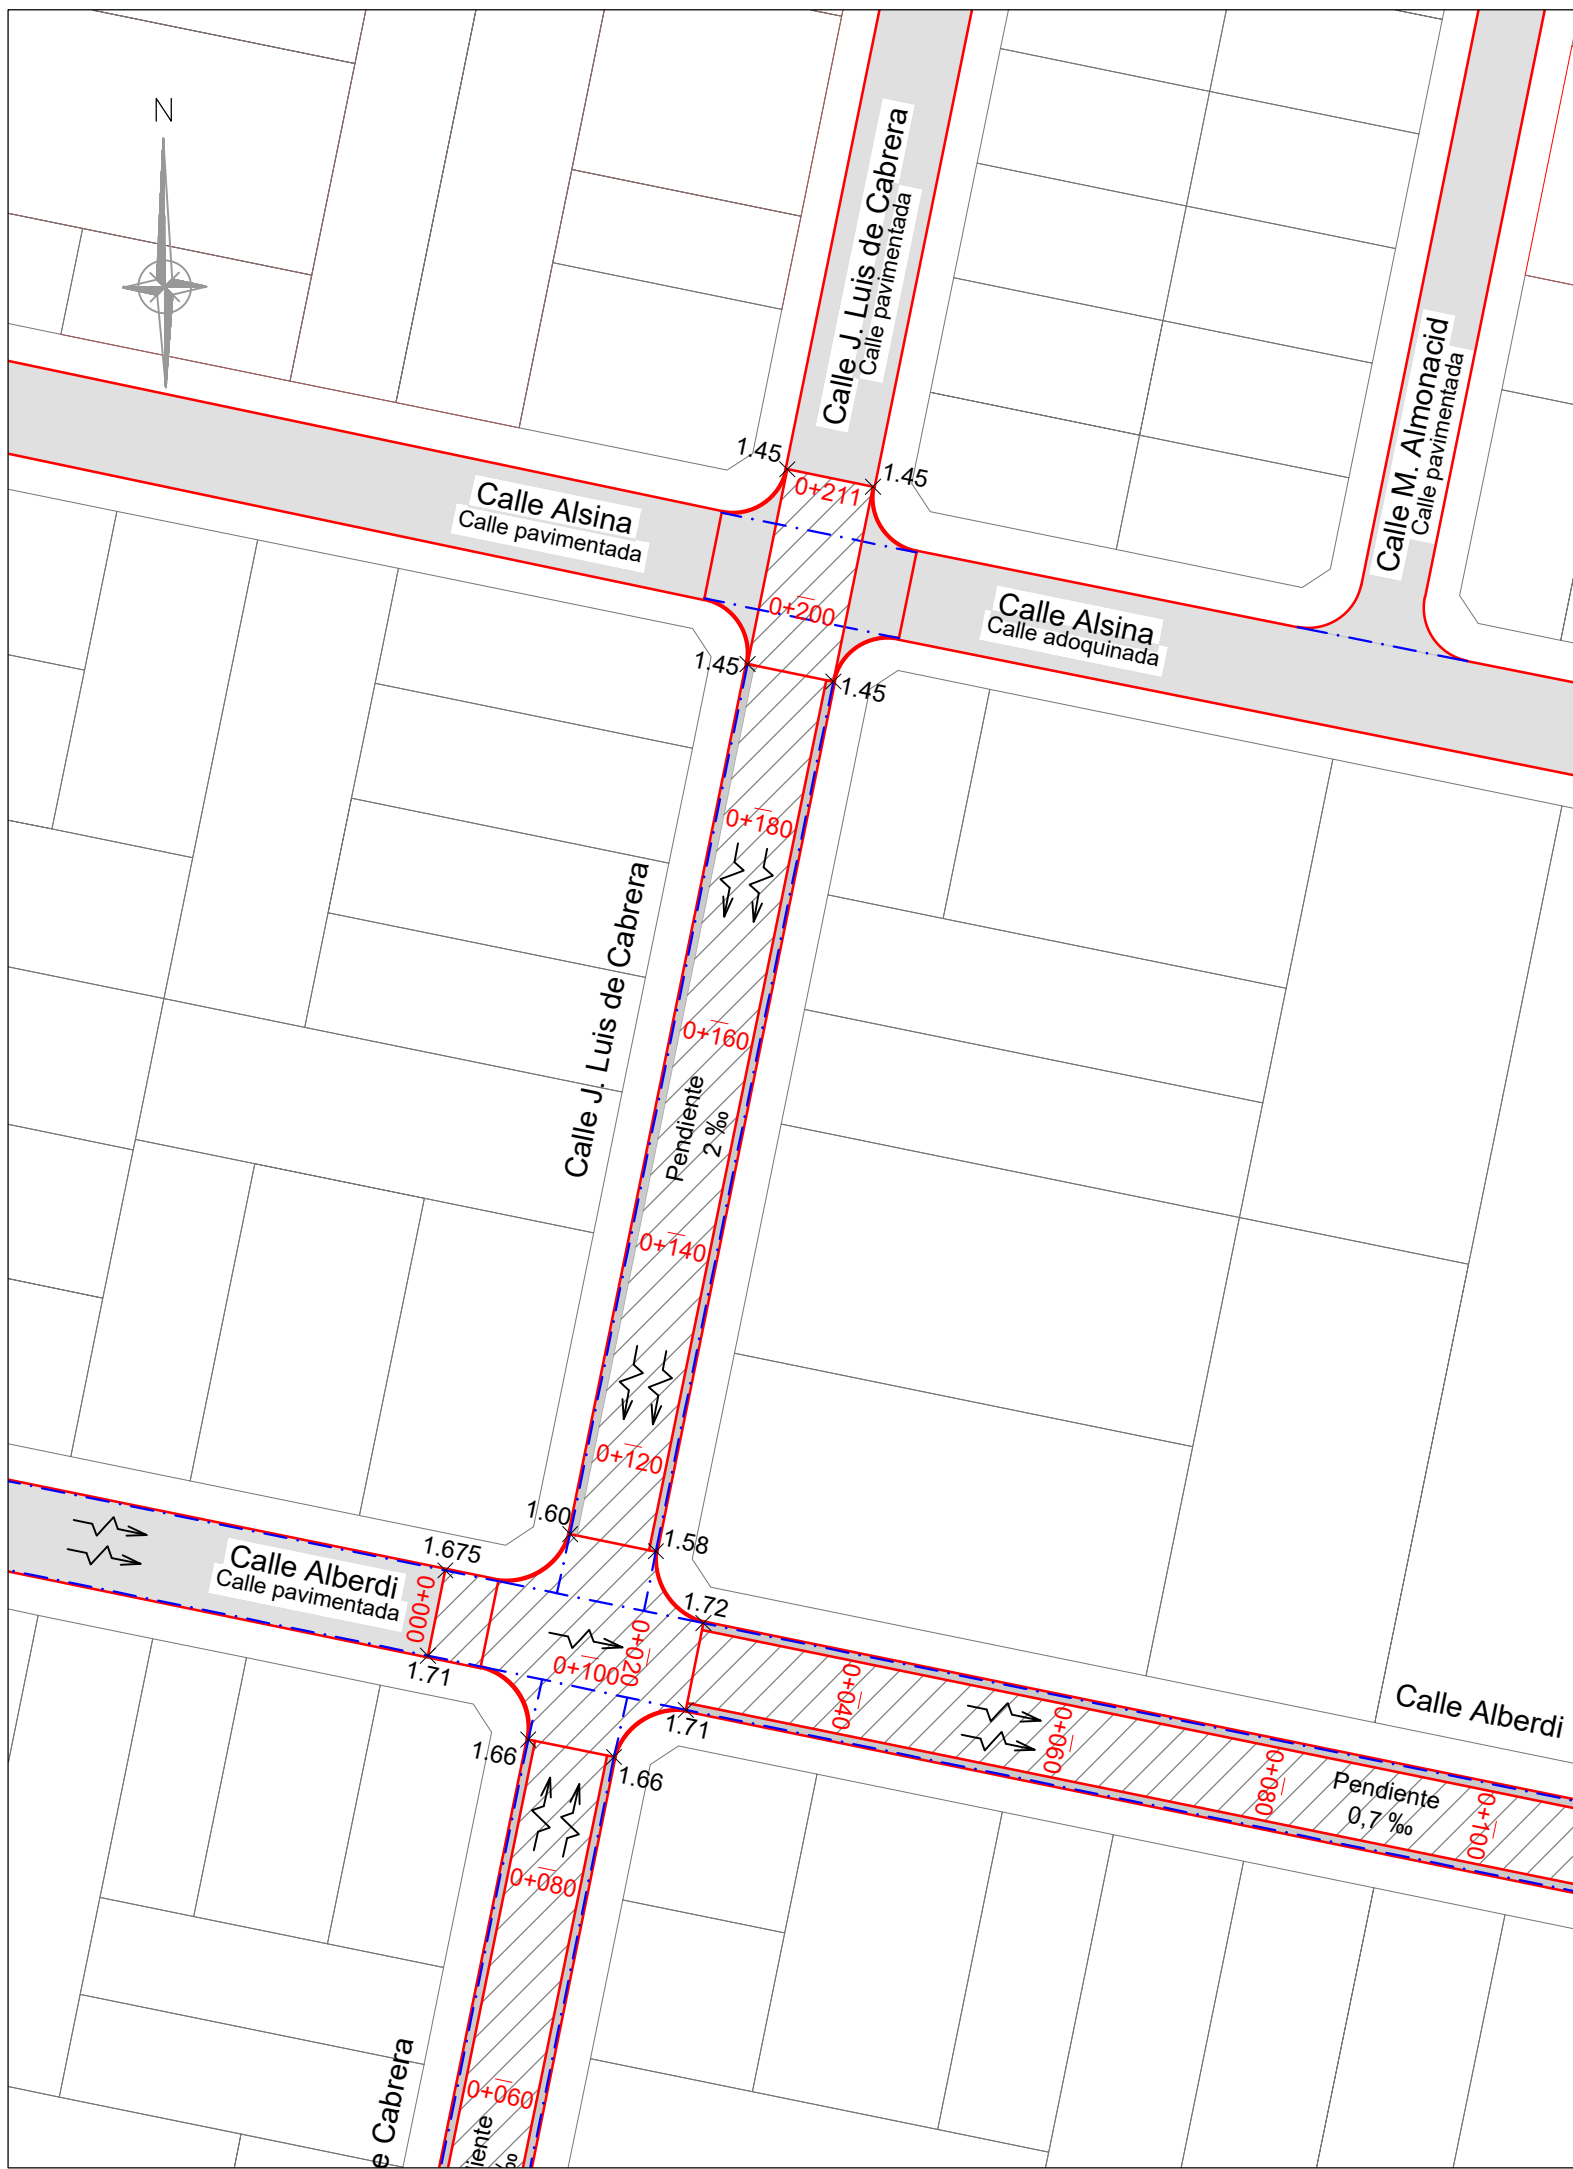 N
Calle J. Luis de Cabrera
Calle pavimentada
Calle M. Almonacid
Calle pavimentada
1.45
1.45
0+211
Calle Alsina
Calle pavimentada
0+200
Calle Alsina
Calle adoquinada
1.45
1.45
0+180
Calle J. Luis de Cabrera
0+160
Pendiente
2 ‰
0+140
0+120
1.60
1.58
1.675
Calle Alberdi
Calle pavimentada
0+000
1.72
0+020
0+100
1.71
1.71
0+040
0+060
0+080
0+100
Calle Alberdi
Pendiente
0,7 ‰
1.66
1.66
0+080
0+060
e Cabrera
iente
‰